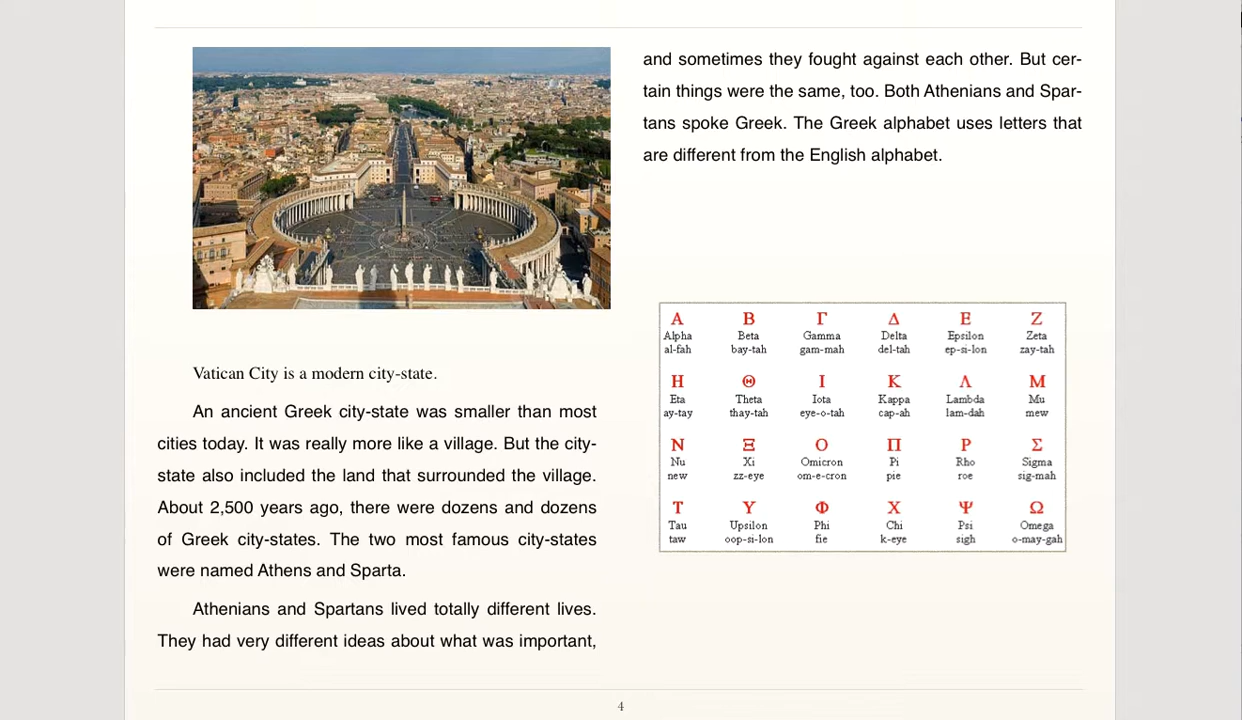 Vatican City is a modern city-state.
An ancient Greek city-state was smaller than most
cities today. It was really more like a village. But the city-
state also included the land that surrounded the village.
About 2,500 years ago, there were dozens and dozens
of Greek city-states. The two most famous city-states
were named Athens and Sparta.
Athenians and Spartans lived totally different lives.
They had very different ideas about what was important,
and sometimes they fought against each other. But cer-
tain things were the same, too. Both Athenians and Spar-
tans spoke Greek. The Greek alphabet uses letters that
are different from the English alphabet.
Α Β Γ Δ Ε Ζ
Alpha Beta Gamma Delta Epsilon Zeta
al-fah bay-tah gam-mah del-tah ep-si-lon zay-tah
Η Θ Ι Κ Λ Μ
Eta Theta Iota Kappa Lambda Mu
ay-tay thay-tah eye-o-tah cap-ah lam-dah mew
Ν Ξ Ο Π Ρ Σ
Nu Xi Omicron Pi Rho Sigma
new zz-eye om-e-cron pie roe sig-mah
Τ Υ Φ Χ Ψ Ω
Tau Upsilon Phi Chi Psi Omega
taw oop-si-lon fie k-eye sigh o-may-gah
4